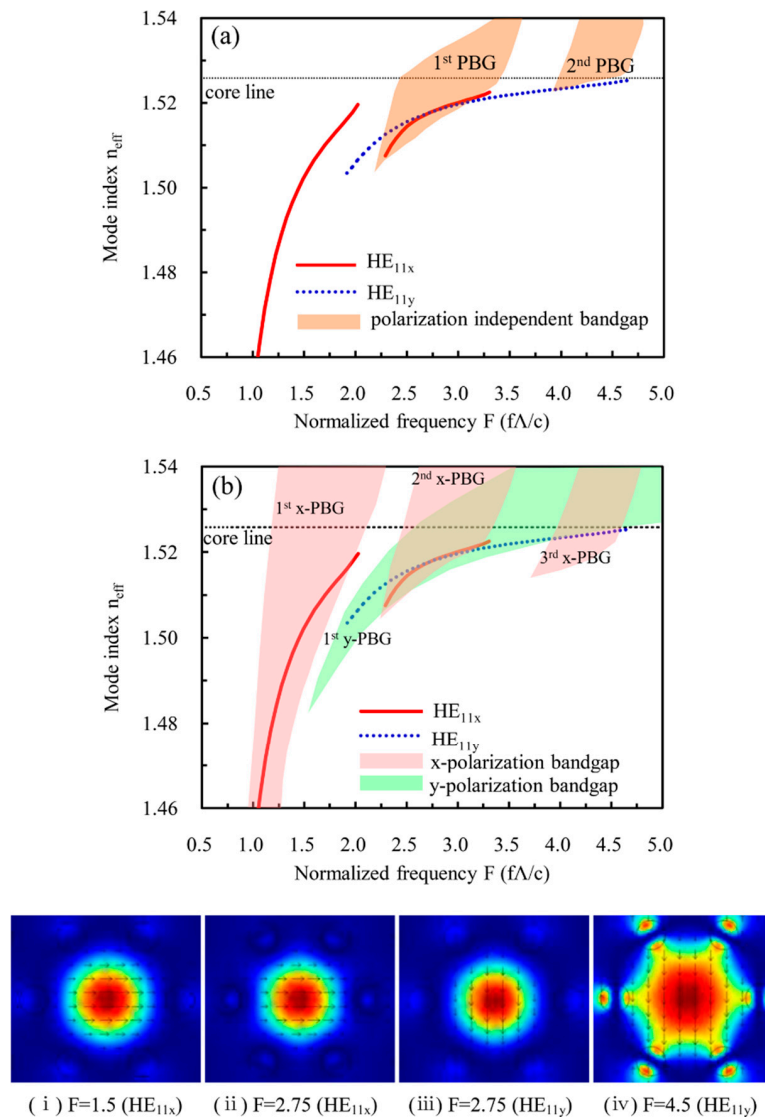 (a)
1st PBG
2nd PBG
core line
1.54
1.52
1.50
1.48
1.46
Mode index neff
HE11x
HE11y
polarization independent bandgap
0.5 1.0 1.5 2.0 2.5 3.0 3.5 4.0 4.5 5.0
Normalized frequency F (fΛ/c)
(b)
1st x-PBG
2nd x-PBG
core line
3rd x-PBG
1st y-PBG
1.54
1.52
1.50
1.48
1.46
Mode index neff
HE11x
HE11y
x-polarization bandgap
y-polarization bandgap
0.5 1.0 1.5 2.0 2.5 3.0 3.5 4.0 4.5 5.0
Normalized frequency F (fΛ/c)
(i) F=1.5 (HE11x)
(ii) F=2.75 (HE11x)
(iii) F=2.75 (HE11y)
(iv) F=4.5 (HE11y)